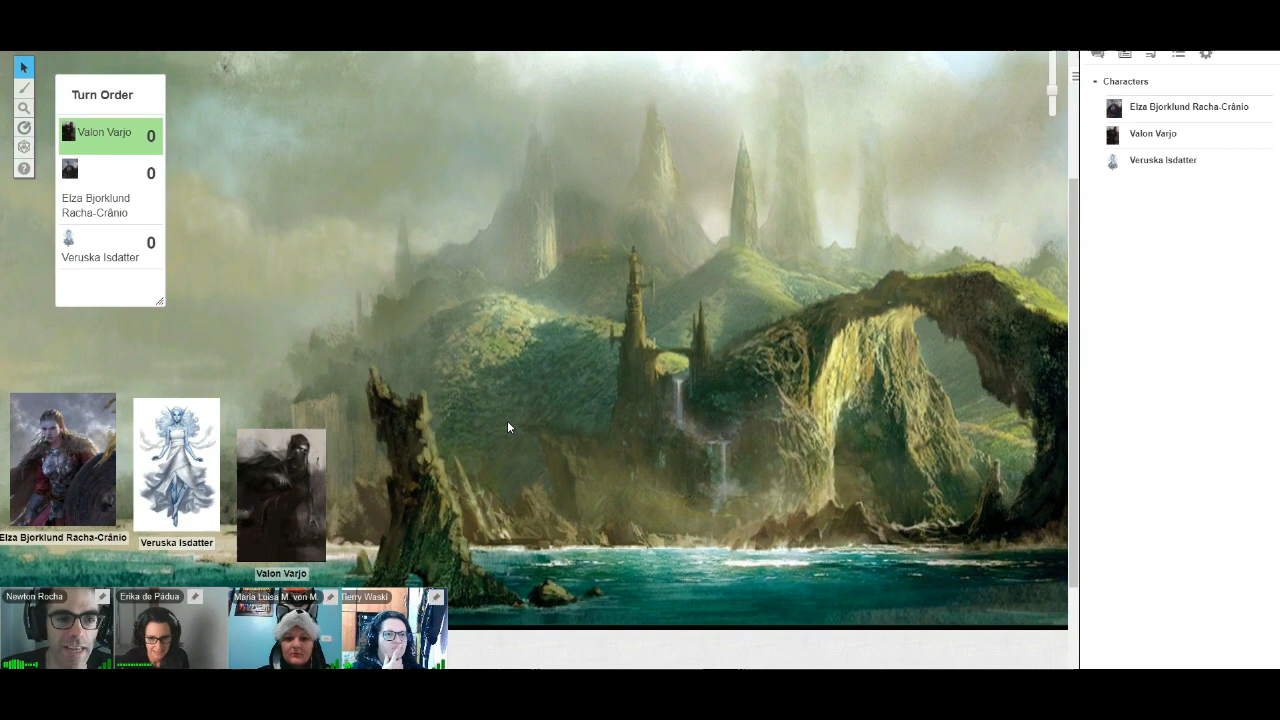 Turn Order
Valon Varjo
0
0
Elza Bjorklund
Racha-Crânio
0
Veruska Isdatter
Characters
Elza Bjorklund Racha-Crânio
Valon Varjo
Veruska Isdatter
Elza Bjorklund Racha-Crânio
Veruska Isdatter
Valon Varjo
Newton Rocha
Erika de Pádua
Maria Luisa M. von M.
Tierry Waski